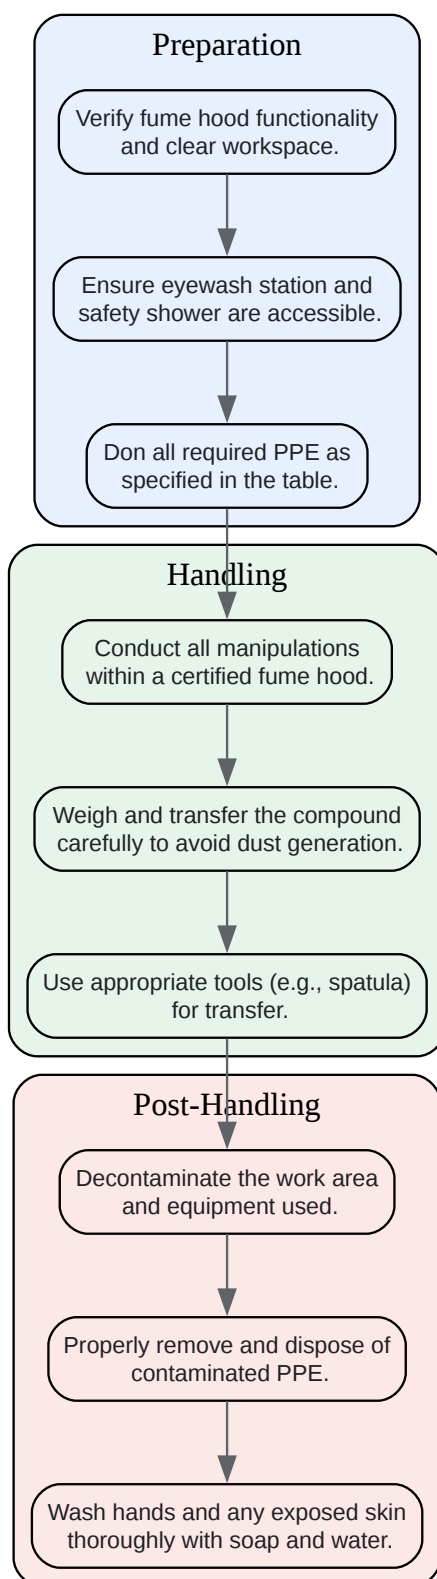 Preparation
Verify fume hood functionality
and clear workspace.
Ensure eyewash station and
safety shower are accessible.
Don all required PPE as
specified in the table.
Handling
Conduct all manipulations
within a certified fume hood.
Weigh and transfer the compound
carefully to avoid dust generation.
Use appropriate tools (e.g., spatula)
for transfer.
Post-Handling
Decontaminate the work area
and equipment used.
Properly remove and dispose of
contaminated PPE.
Wash hands and any exposed skin
thoroughly with soap and water.